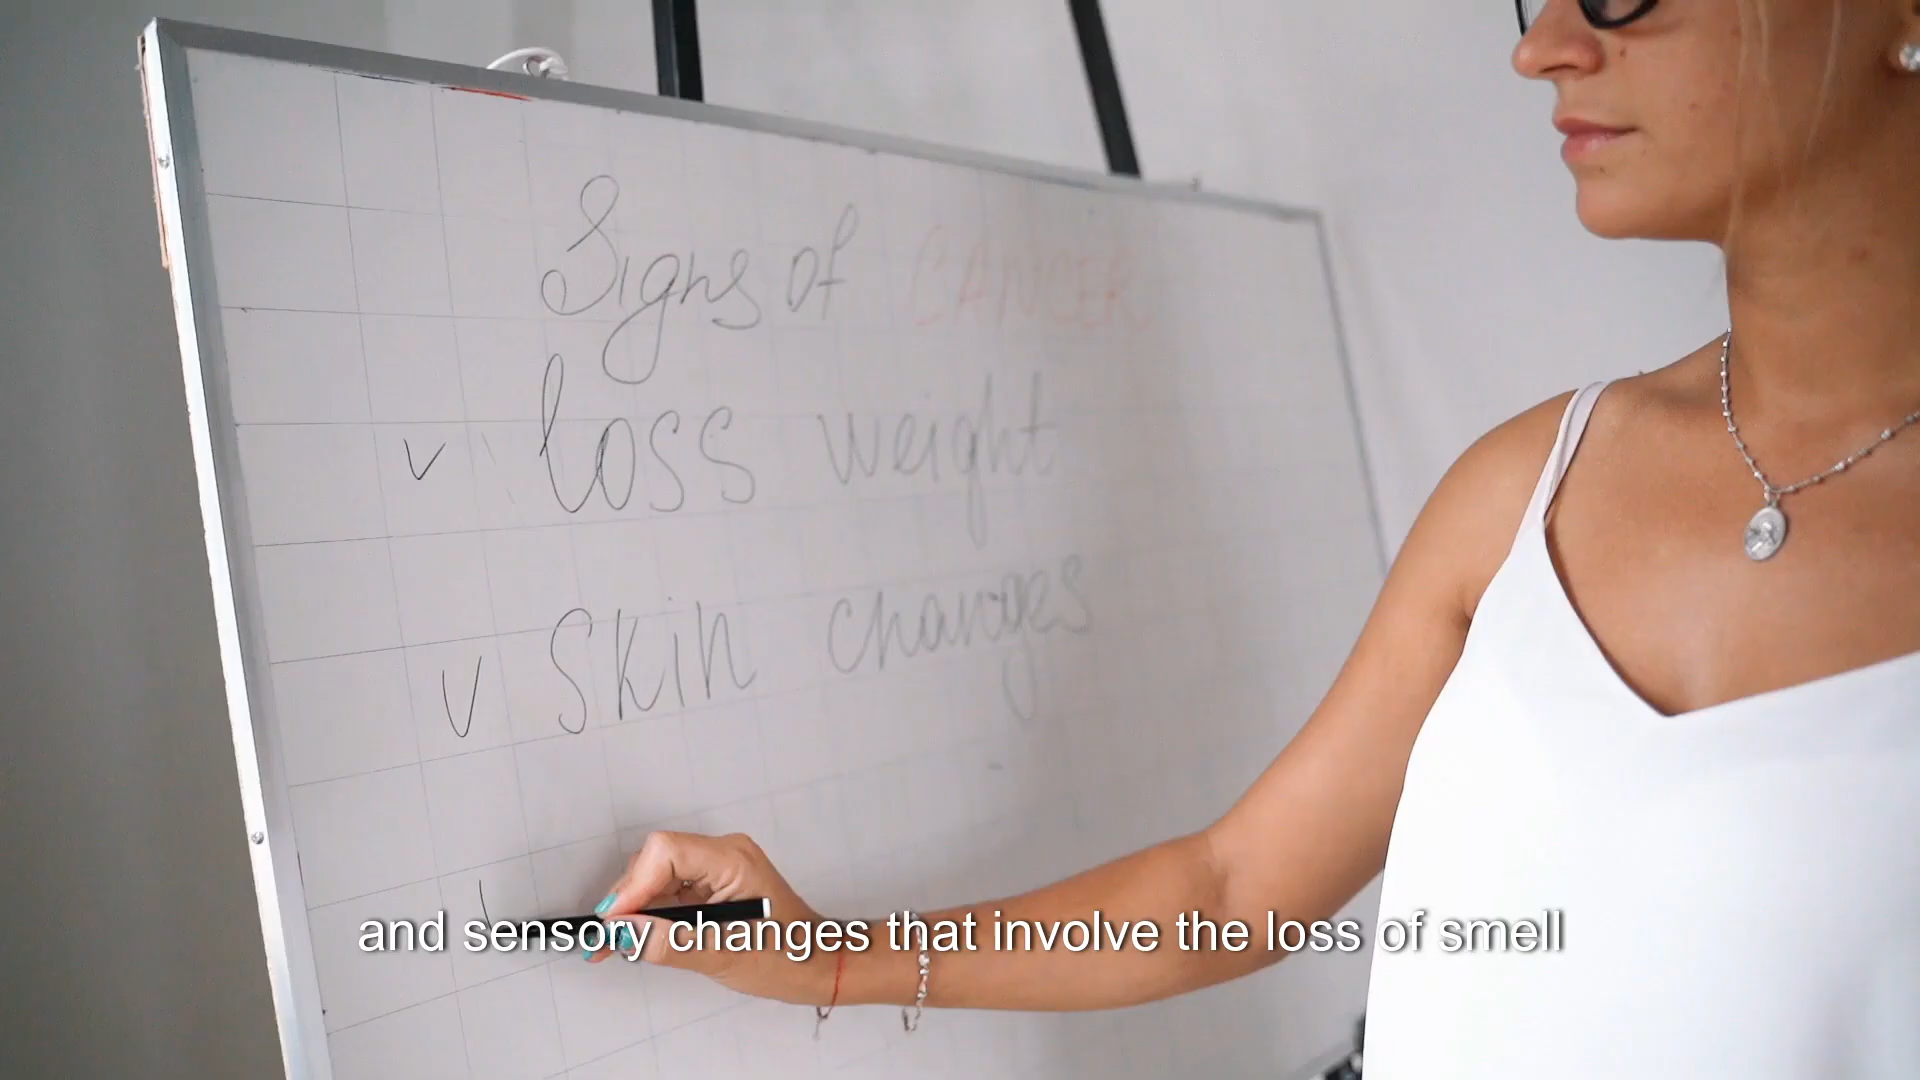 Signs of CANCER
v loss weight
v skin changes
and sensory changes that involve the loss of smell